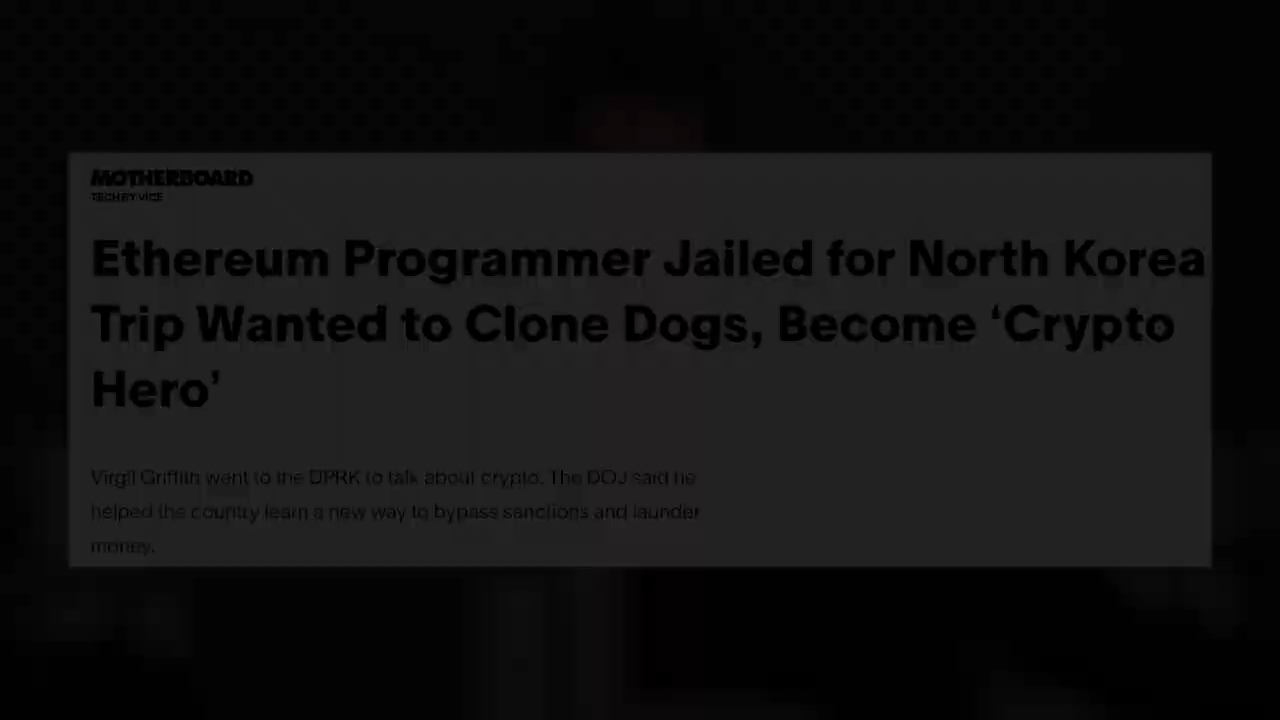 MOTHERBOARD
TECH BY VICE
Ethereum Programmer Jailed for North Korea
Trip Wanted to Clone Dogs, Become ‘Crypto
Hero’
Virgil Griffith went to the DPRK to talk about crypto. The DOJ said he
helped the country learn a new way to bypass sanctions and launder
money.